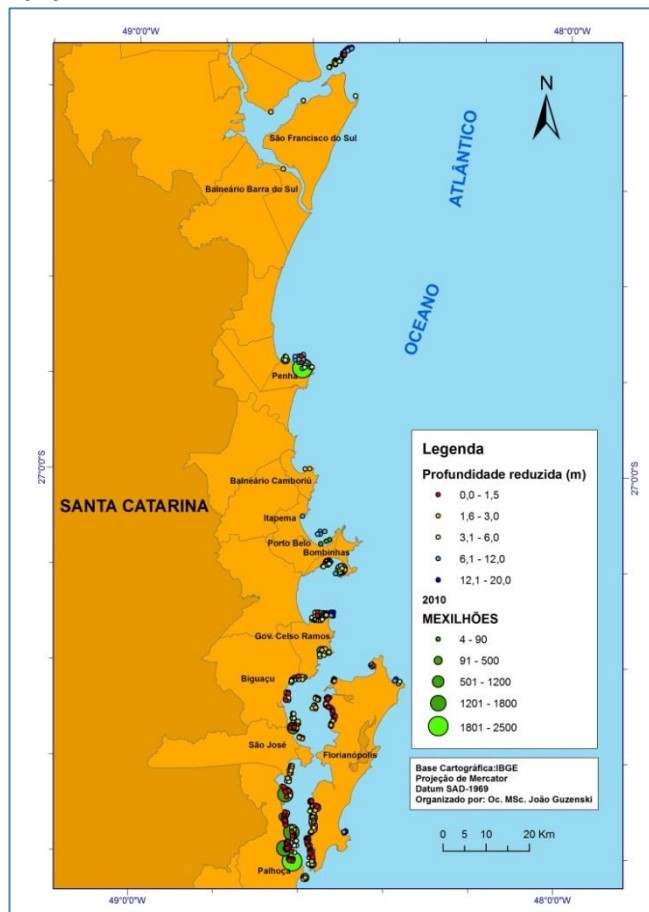 49°0'0"W
48°0'0"W
N
São Francisco do Sul
ATLÂNTICO
Balneário Barra do Sul
OCEANO
Penha
27°0'0"S
27°0'0"S
Legenda
Profundidade reduzida (m)
0,0 - 1,5
1,6 - 3,0
3,1 - 6,0
6,1 - 12,0
12,1 - 20,0
2010
MEXILHÕES
4 - 90
91 - 500
501 - 1200
1201 - 1800
1801 - 2500
Balneário Camboriú
SANTA CATARINA
Itapema
Porto Belo
Bombinhas
Gov. Celso Ramos
Biguaçu
São José
Florianópolis
Base Cartográfica:IBGE
Projeção de Mercator
Datum SAD-1969
Organizado por: Oc. MSc. João Guzenski
0 5 10 20 Km
Palhoça
49°0'0"W
48°0'0"W